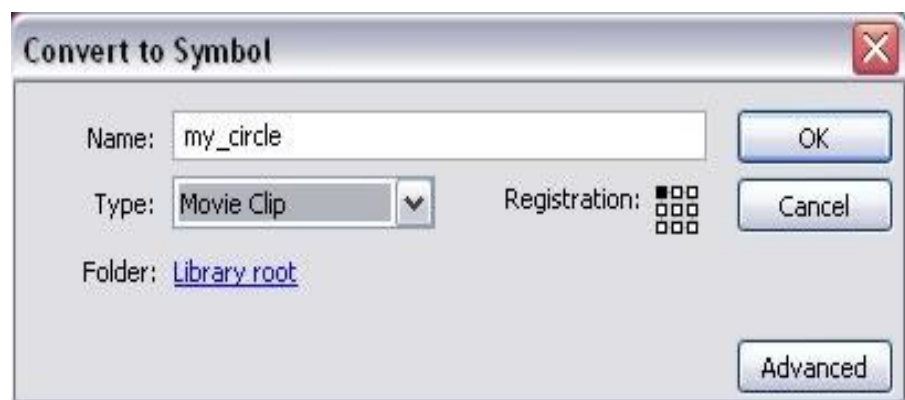 Convert to Symbol
Name: my_circle OK
Type: Movie Clip Registration: Cancel
Folder: Library root
Advanced